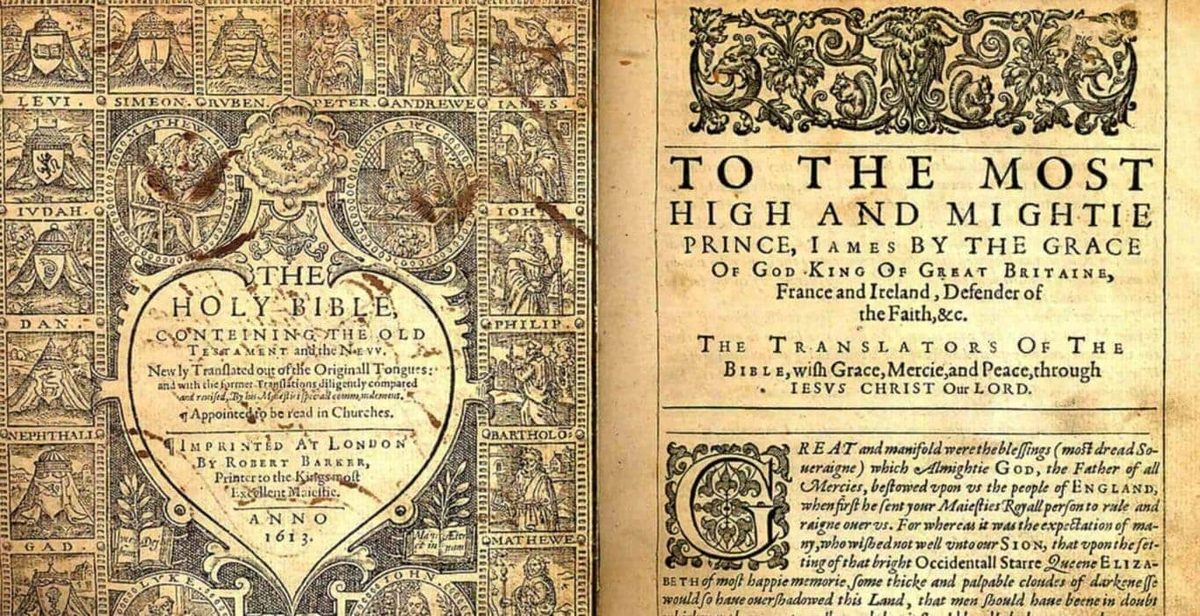 LEVI.
SIMEON.
RVBEN.
PETER.
ANDREWE
IAMES.
MATHEW
MARC.
IVDAH.
IOHN
DAN.
PHILIP.
NEPHTHALI
BARTHOLO:
GAD
MATHEWE
THE
HOLY BIBLE,
CONTEINING THE OLD
TESTAMENT and the NEVV.
Newly Translated out of the Originall Tongues:
and with the former Translations diligently compared
and reuised, By his Maiesties speciall commandement.
¶ Appointed to be read in Churches.
¶ IMPRINTED AT LONDON
BY ROBERT BARKER,
Printer to the Kings most
Excellent Maiestie.
ANNO
1613.
LVKE
IOHN
TO THE MOST
HIGH AND MIGHTIE
PRINCE, IAMES BY THE GRACE
OF GOD KING OF GREAT BRITAINE,
France and Ireland, Defender of
the Faith, &c.
THE TRANSLATORS OF THE
BIBLE, wiſh Grace, Mercie, and Peace, through
IESVS CHRIST Our LORD.
GREAT and manifold were the bleſſings (moſt dread So-
ueraigne) which Almightie GOD, the Father of all
Mercies, beſtowed vpon vs the people of ENGLAND,
when firſt he ſent your Maieſties Royall perſon to rule and
raigne ouer vs. For whereas it was the expectation of ma-
ny, who wiſhed not well vnto our SION, that vpon the ſet-
ting of that bright Occidentall Starre Queene ELIZA-
BETH of moſt happie memorie, ſome thicke and palpable cloudes of darkeneſſe
would ſo haue ouerſhadowed this Land, that men ſhould haue beene in doubt